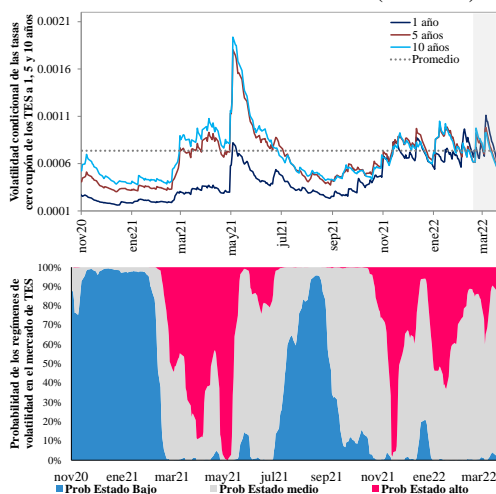 0.0021
0.0016
0.0011
0.0006
0.0001
Volatilidad condicional de las tasas
cero cupón de los TES a 1, 5 y 10 años
1 año
5 años
10 años
Promedio
nov20
ene21
mar21
may21
jul21
sep21
nov21
ene22
mar22
100%
90%
80%
70%
60%
50%
40%
30%
20%
10%
0%
Probabilidad de los regímenes de
volatilidad en el mercado de TES
nov20 ene21 mar21 may21 jul21 sep21 nov21 ene22 mar22
Prob Estado Bajo Prob Estado medio Prob Estado alto